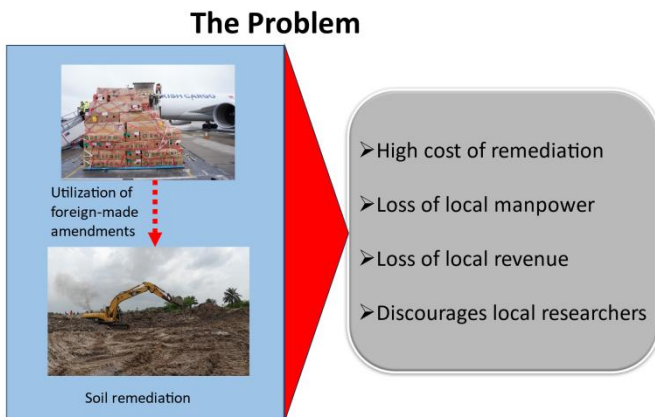 The Problem
Utilization of
foreign-made
amendments
Soil remediation
➢High cost of remediation
➢Loss of local manpower
➢Loss of local revenue
➢Discourages local researchers